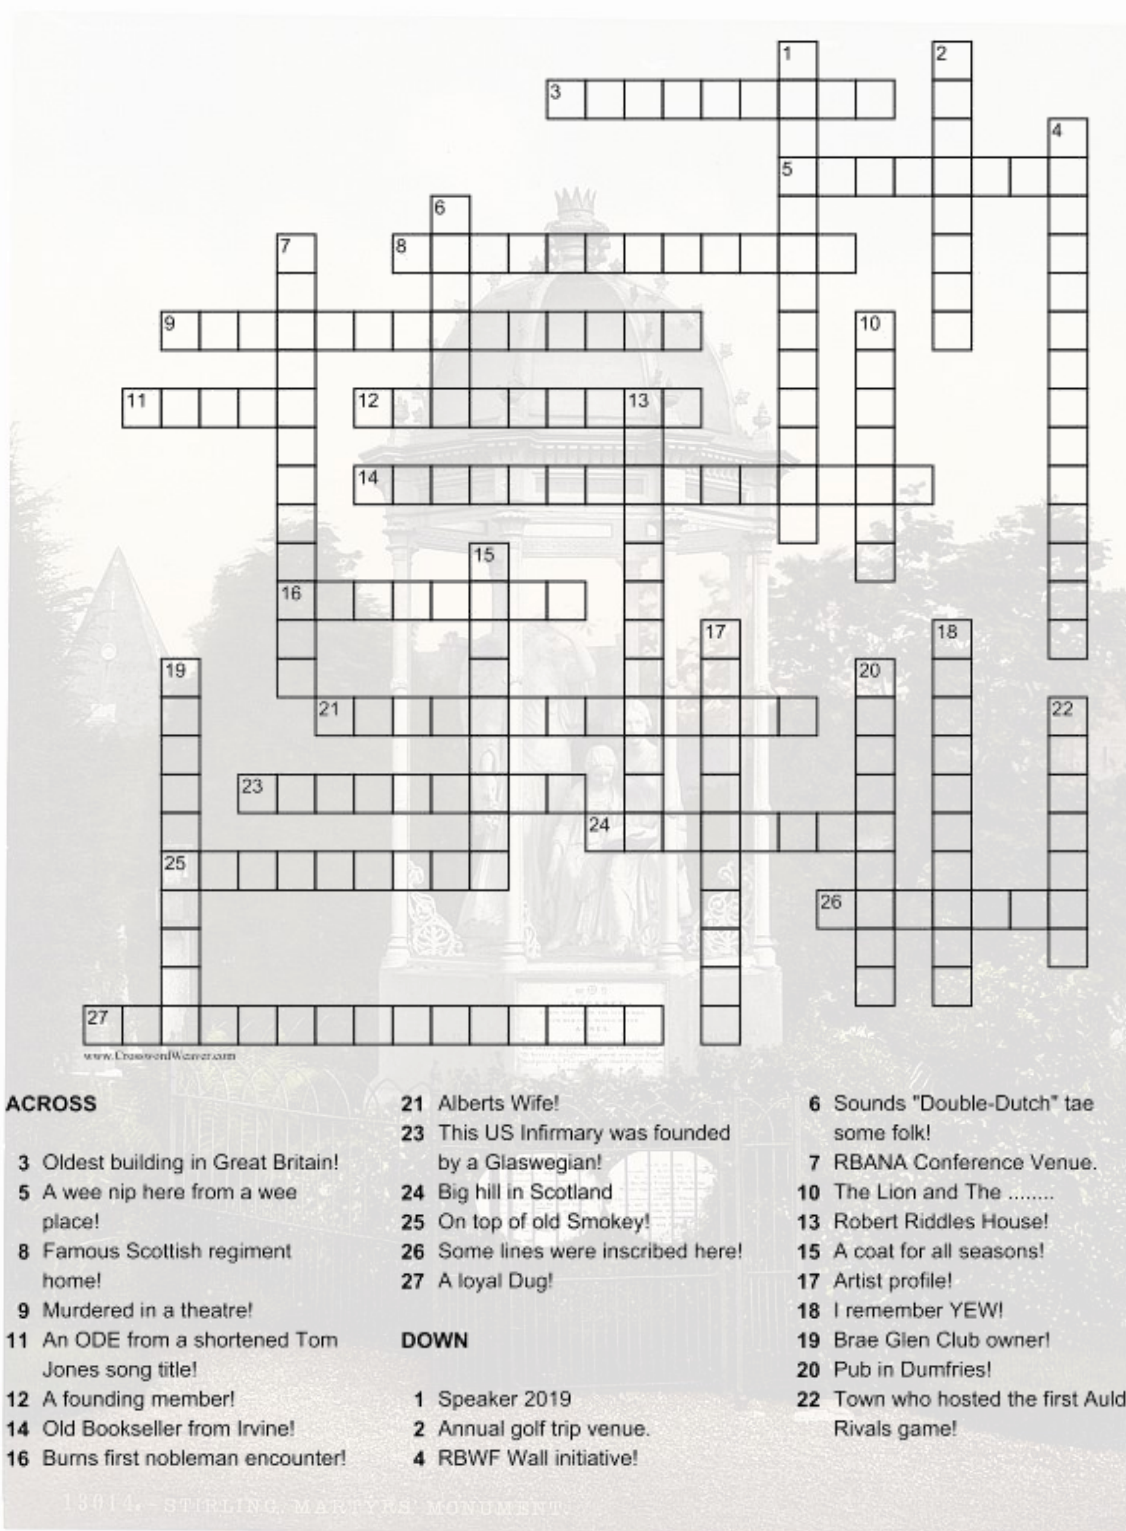 1
2
3
4
5
6
7
8
9
10
11
12
13
14
15
16
17
18
19
20
21
22
23
24
25
26
27
www.CrosswordWeaver.com
ACROSS
3 Oldest building in Great Britain!
5 A wee nip here from a wee
place!
8 Famous Scottish regiment
home!
9 Murdered in a theatre!
11 An ODE from a shortened Tom
Jones song title!
12 A founding member!
14 Old Bookseller from Irvine!
16 Burns first nobleman encounter!
21 Alberts Wife!
23 This US Infirmary was founded
by a Glaswegian!
24 Big hill in Scotland
25 On top of old Smokey!
26 Some lines were inscribed here!
27 A loyal Dug!
DOWN
1 Speaker 2019
2 Annual golf trip venue.
4 RBWF Wall initiative!
6 Sounds "Double-Dutch" tae
some folk!
7 RBANA Conference Venue.
10 The Lion and The ........
13 Robert Riddles House!
15 A coat for all seasons!
17 Artist profile!
18 I remember YEW!
19 Brae Glen Club owner!
20 Pub in Dumfries!
22 Town who hosted the first Auld
Rivals game!
13014.- STIRLING, MARTYRS' MONUMENT.